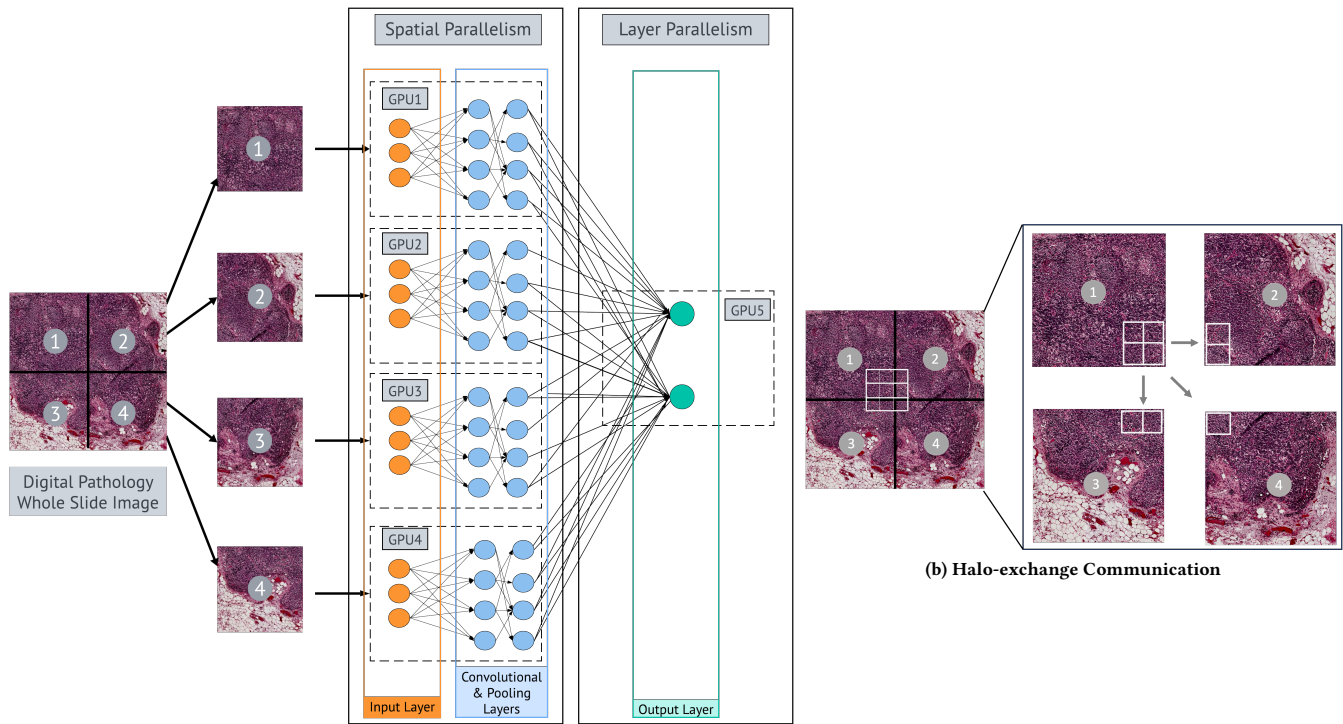 Spatial Parallelism
Layer Parallelism
GPU1
GPU2
GPU3
GPU4
GPU5
1
2
3
4
1
2
3
4
Digital Pathology
Whole Slide Image
Input Layer
Convolutional
& Pooling
Layers
Output Layer
1
2
3
4
1
2
3
4
(b) Halo-exchange Communication